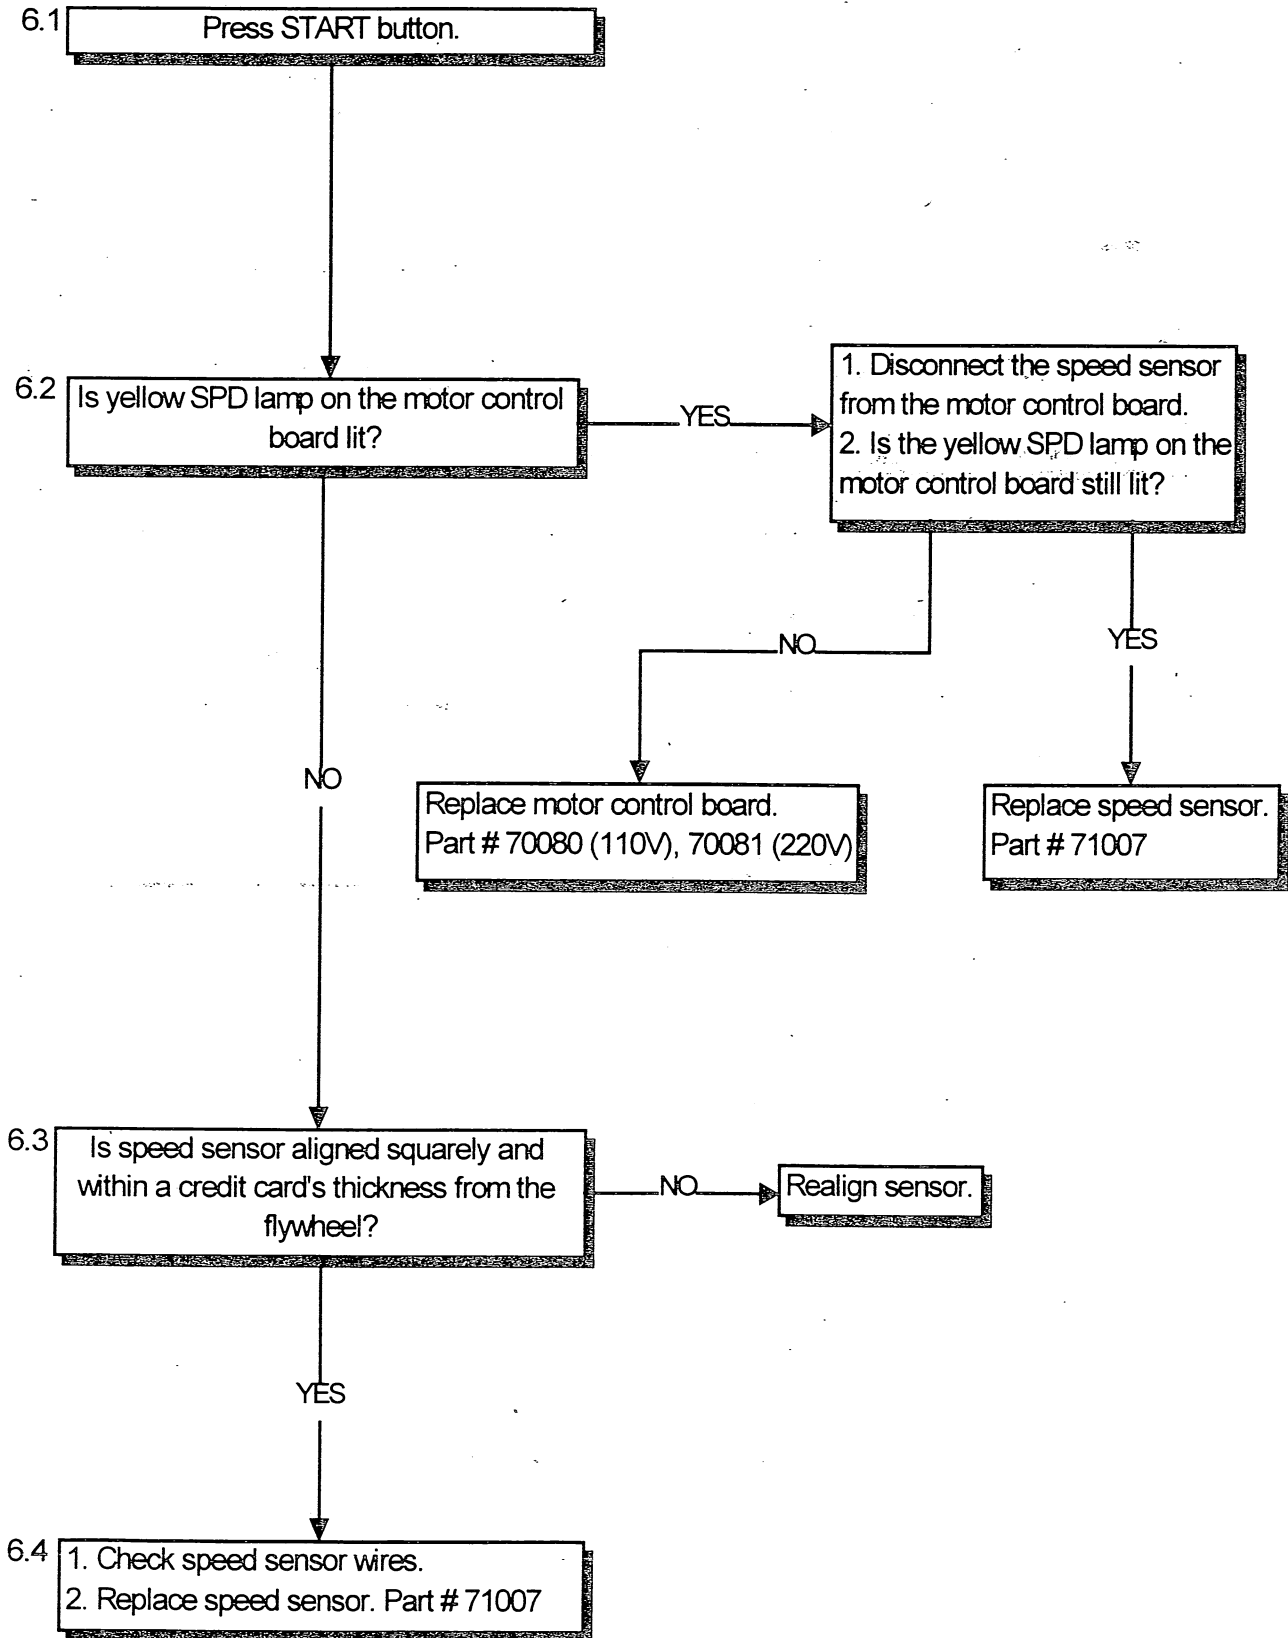 6.1
Press START button.
6.2
Is yellow SPD lamp on the motor control
board lit?
YES
1. Disconnect the speed sensor
from the motor control board.
2. Is the yellow SPD lamp on the
motor control board still lit?
NO
YES
NO
Replace motor control board.
Part # 70080 (110V), 70081 (220V)
Replace speed sensor.
Part # 71007
6.3
Is speed sensor aligned squarely and
within a credit card's thickness from the
flywheel?
NO
Realign sensor.
YES
6.4
1. Check speed sensor wires.
2. Replace speed sensor. Part # 71007